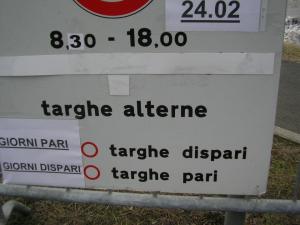 24.02
8,30 - 18.00
targhe alterne
GIORNI PARI targhe dispari
GIORNI DISPARI targhe pari